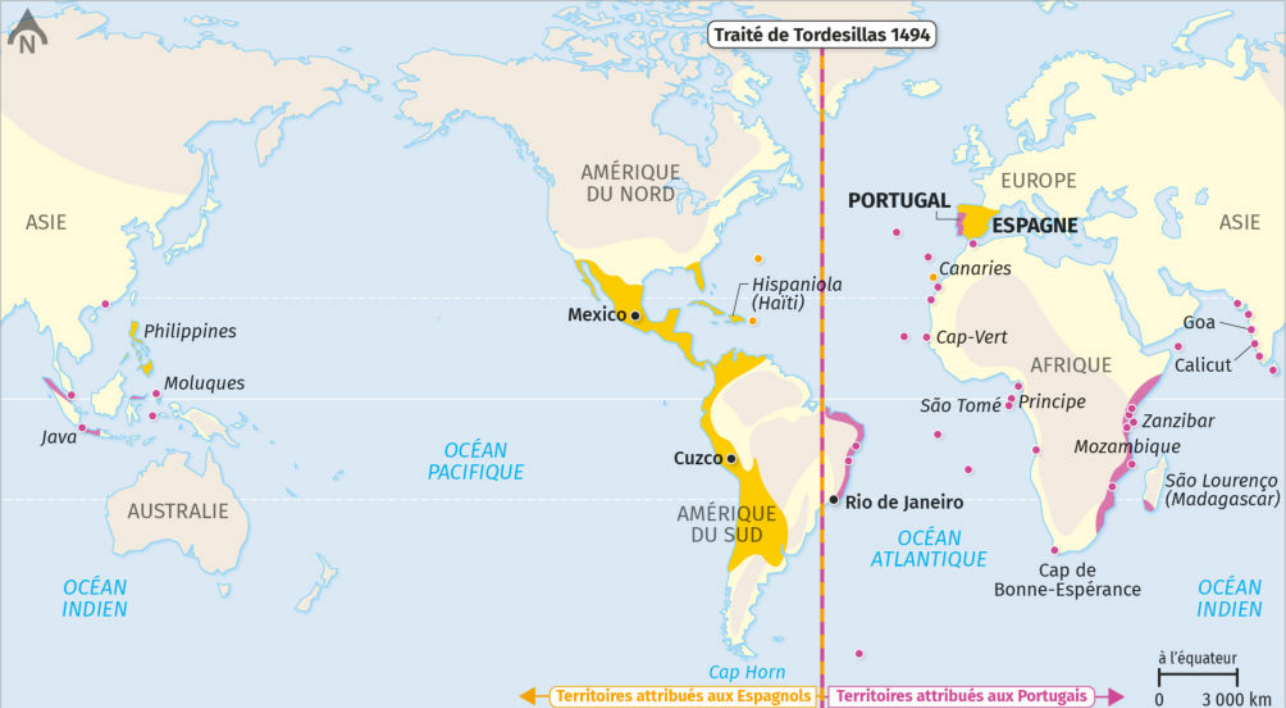 N
Traité de Tordesillas 1494
AMÉRIQUE
DU NORD
EUROPE
PORTUGAL
ESPAGNE
ASIE
ASIE
Canaries
Hispaniola
(Haïti)
Mexico
Philippines
Goa
Cap-Vert
AFRIQUE
Calicut
Moluques
São Tomé
Principe
Zanzibar
Java
Mozambique
OCÉAN
PACIFIQUE
Cuzco
São Lourenço
(Madagascar)
AUSTRALIE
AMÉRIQUE
DU SUD
Rio de Janeiro
OCÉAN
ATLANTIQUE
Cap de
Bonne-Espérance
OCÉAN
INDIEN
OCÉAN
INDIEN
Cap Horn
à l'équateur
0 3 000 km
Territoires attribués aux Espagnols
Territoires attribués aux Portugais